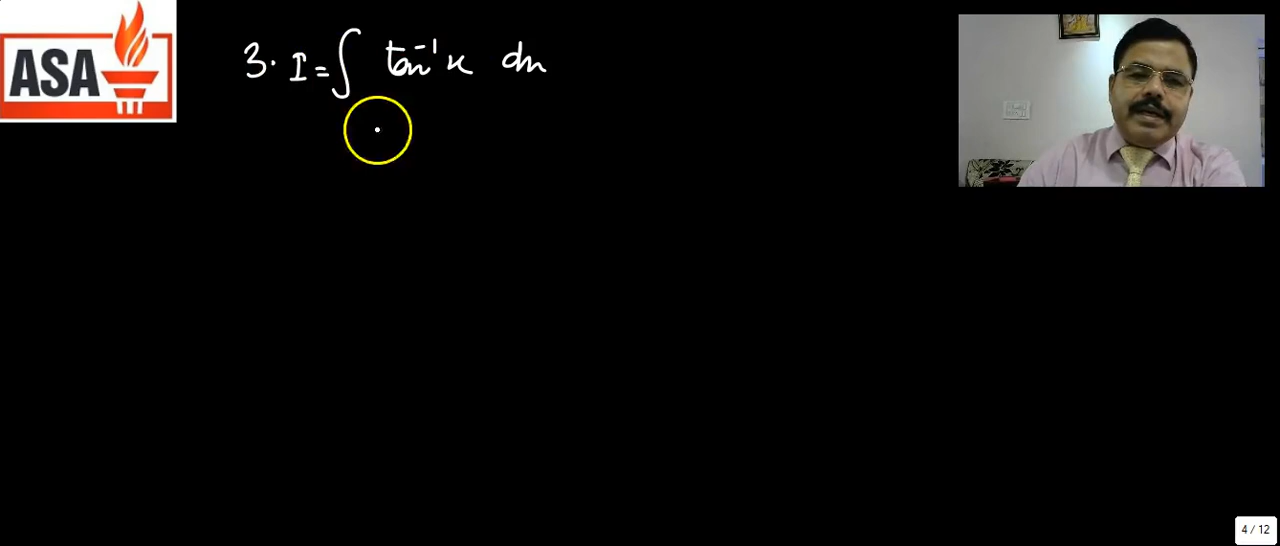 ASA
3. I = ∫ tan⁻¹x dx
4 / 12